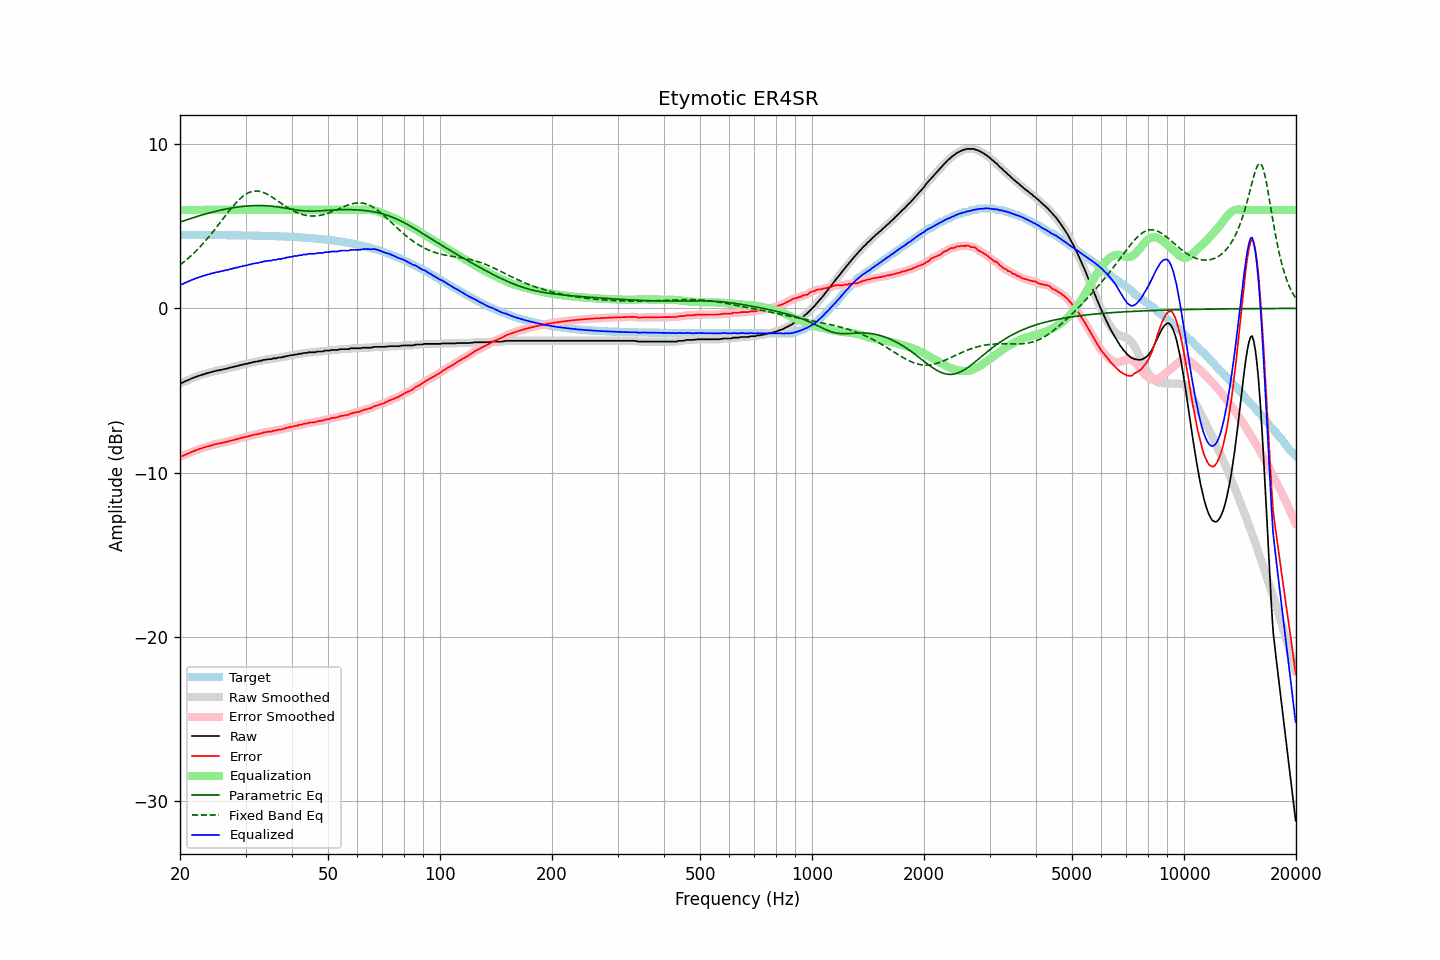 Etymotic ER4SR
10
0
−10
−20
−30
Amplitude (dBr)
Target
Raw Smoothed
Error Smoothed
Raw
Error
Equalization
Parametric Eq
Fixed Band Eq
Equalized
20 50 100 200 500 1000 2000 5000 10000 20000
Frequency (Hz)